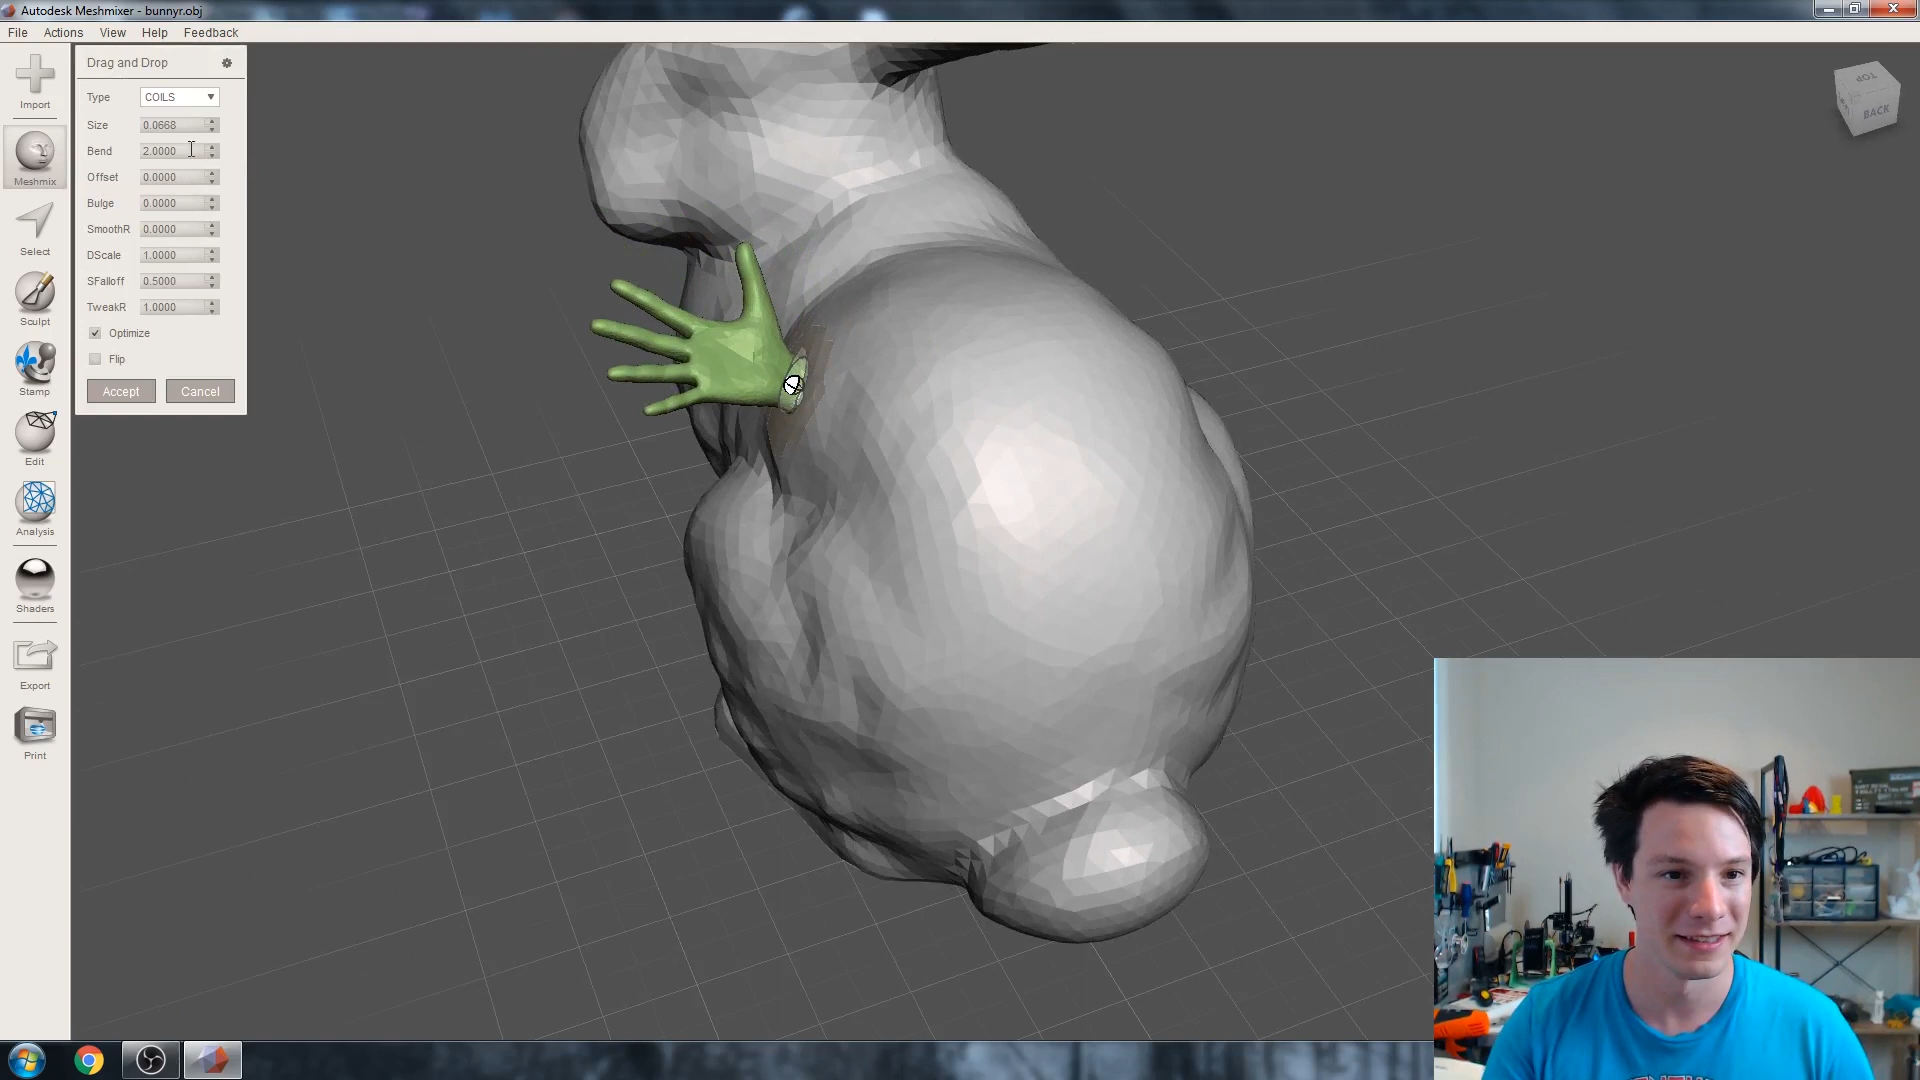 Autodesk Meshmixer - bunnyr.obj
File Actions View Help Feedback
Import
Meshmix
Select
Sculpt
Stamp
Edit
Analysis
Shaders
Export
Print
Drag and Drop
Type COILS
Size 0.0668
Bend 2.0000
Offset 0.0000
Bulge 0.0000
SmoothR 0.0000
DScale 1.0000
SFalloff 0.5000
TweakR 1.0000
Optimize
Flip
Accept Cancel
TOP
BACK